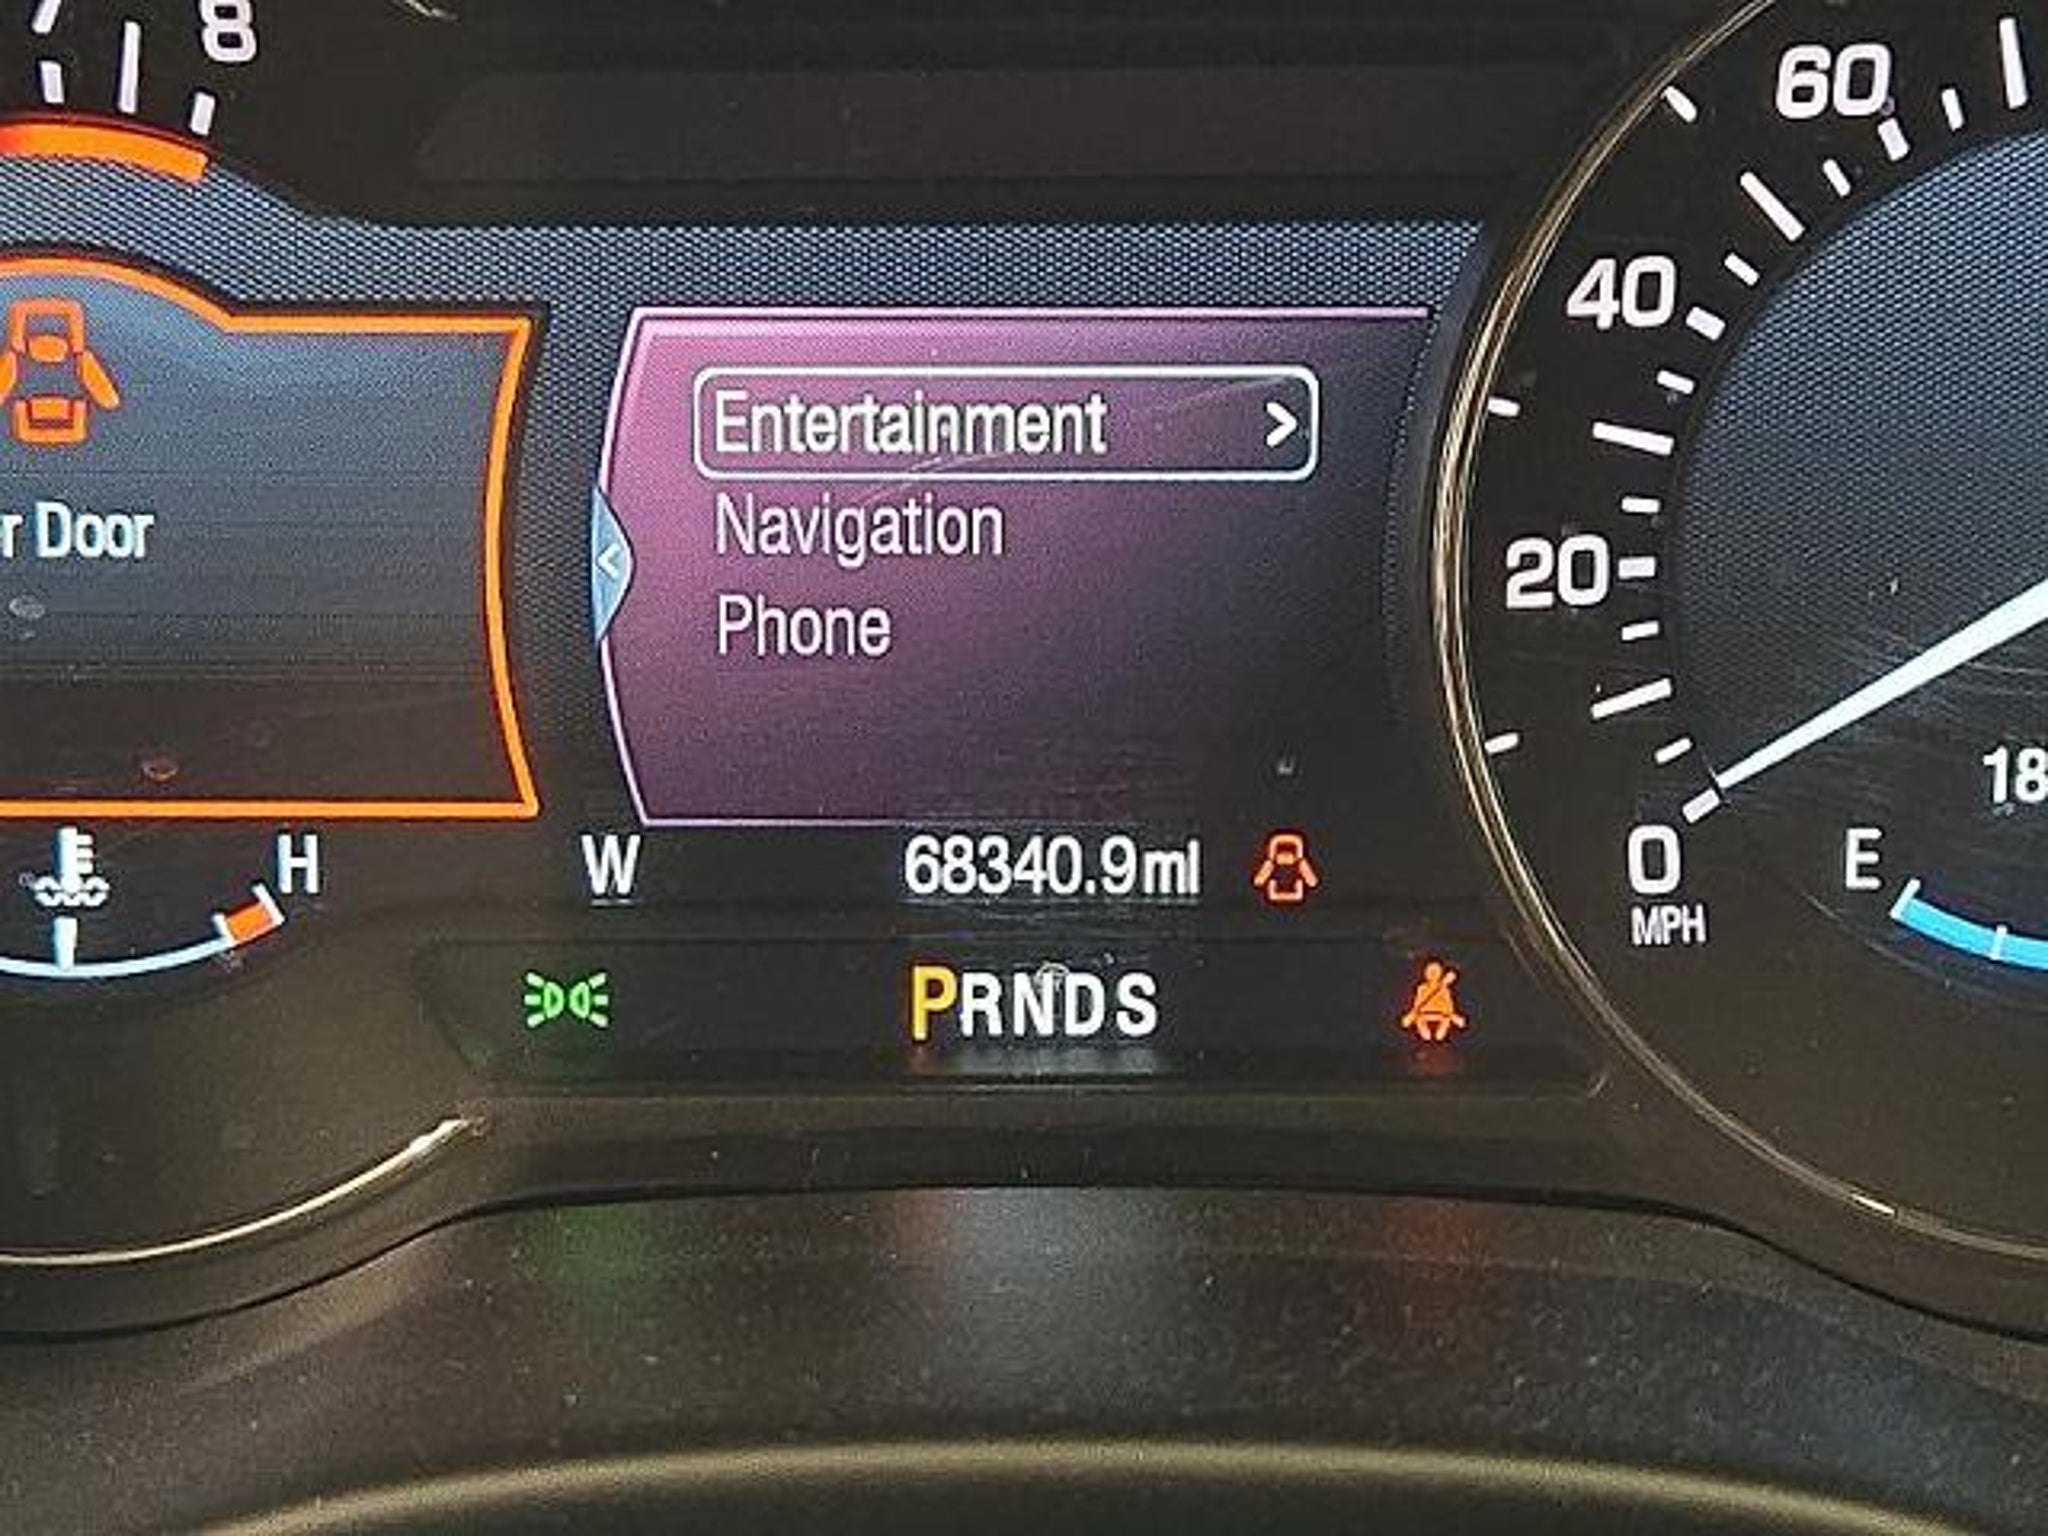 8
60
40
20
0
MPH
Entertainment >
Navigation
Phone
r Door
H
W
68340.9mi
E
18
PRNDS